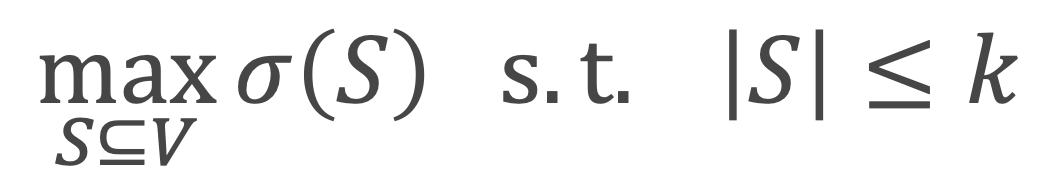 max σ(S) s.t. |S| ≤ k
S⊆V